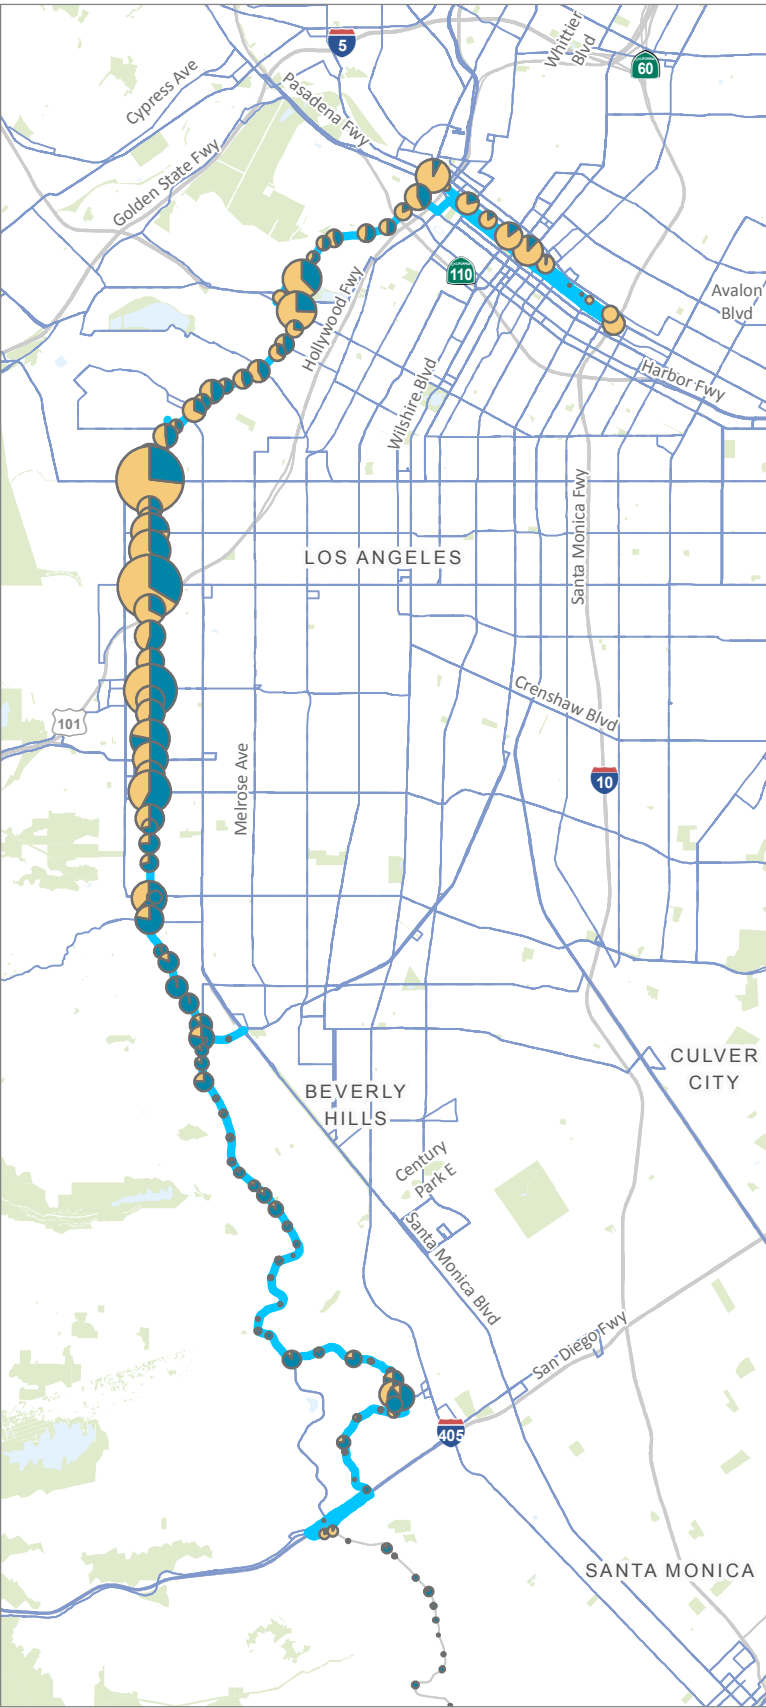 5
Whittier
Blvd
CALIFORNIA
60
Cypress Ave
Pasadena Fwy
Golden State Fwy
CALIFORNIA
110
Hollywood Fwy
Avalon
Blvd
Harbor Fwy
Wilshire Blvd
Santa Monica Fwy
LOS ANGELES
Crenshaw Blvd
101
Melrose Ave
10
CULVER
CITY
BEVERLY
HILLS
Century
Park E
Santa Monica Blvd
San Diego Fwy
405
SANTA MONICA